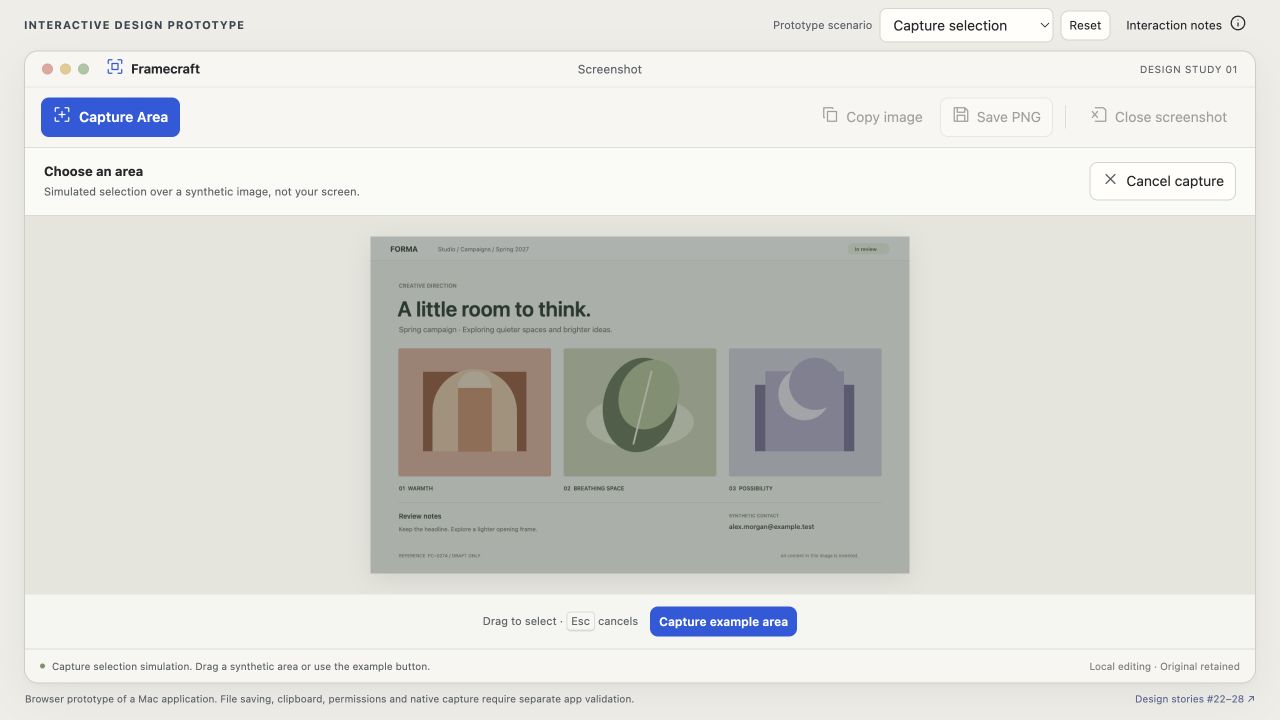 INTERACTIVE DESIGN PROTOTYPE
Prototype scenario
Capture selection
Reset
Interaction notes
Framecraft
Screenshot
DESIGN STUDY 01
Capture Area
Copy image
Save PNG
Close screenshot
Choose an area
Simulated selection over a synthetic image, not your screen.
Cancel capture
FORMA
Studio / Campaigns / Spring 2027
In review
CREATIVE DIRECTION
A little room to think.
Spring campaign · Exploring quieter spaces and brighter ideas.
01 WARMTH
02 BREATHING SPACE
03 POSSIBILITY
Review notes
Keep the headline. Explore a lighter opening frame.
SYNTHETIC CONTACT
alex.morgan@example.test
REFERENCE FC-0274 / DRAFT ONLY
All content in this image is invented.
Drag to select · Esc cancels
Capture example area
Capture selection simulation. Drag a synthetic area or use the example button.
Local editing · Original retained
Browser prototype of a Mac application. File saving, clipboard, permissions and native capture require separate app validation.
Design stories #22–28 ↗